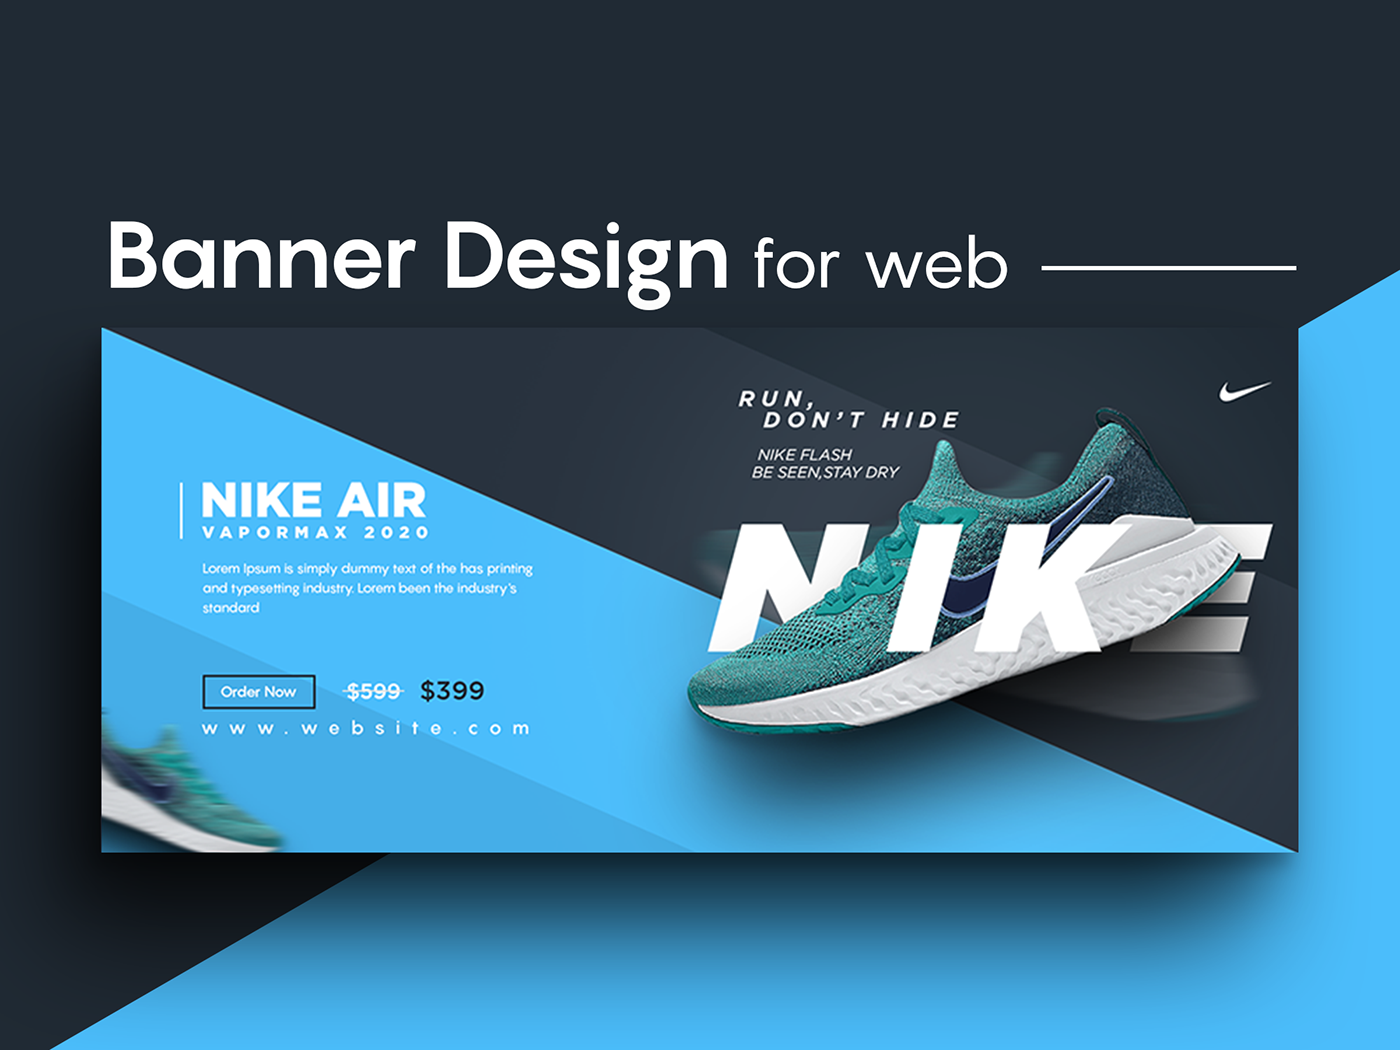 Banner Design for web
RUN,
DON'T HIDE
NIKE FLASH
BE SEEN,STAY DRY
NIKE
NIKE AIR
VAPORMAX 2020
Lorem Ipsum is simply dummy text of the has printing
and typesetting industry. Lorem been the industry's
standard
Order Now $599 $399
www.website.com